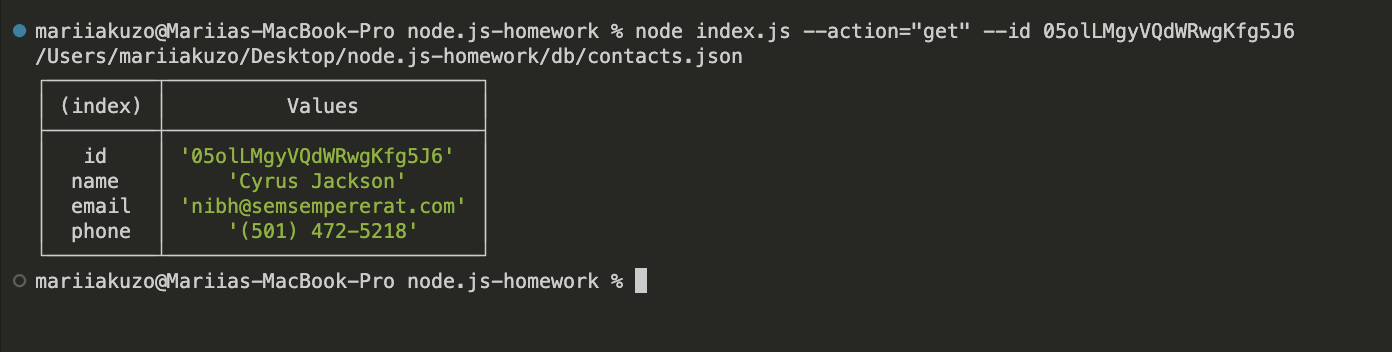 mariiakuzo@Mariias-MacBook-Pro node.js-homework % node index.js --action="get" --id 05olLMgyVQdWRwgKfg5J6
/Users/mariiakuzo/Desktop/node.js-homework/db/contacts.json
(index) Values
id '05olLMgyVQdWRwgKfg5J6'
name 'Cyrus Jackson'
email 'nibh@semsempererat.com'
phone '(501) 472-5218'
mariiakuzo@Mariias-MacBook-Pro node.js-homework %